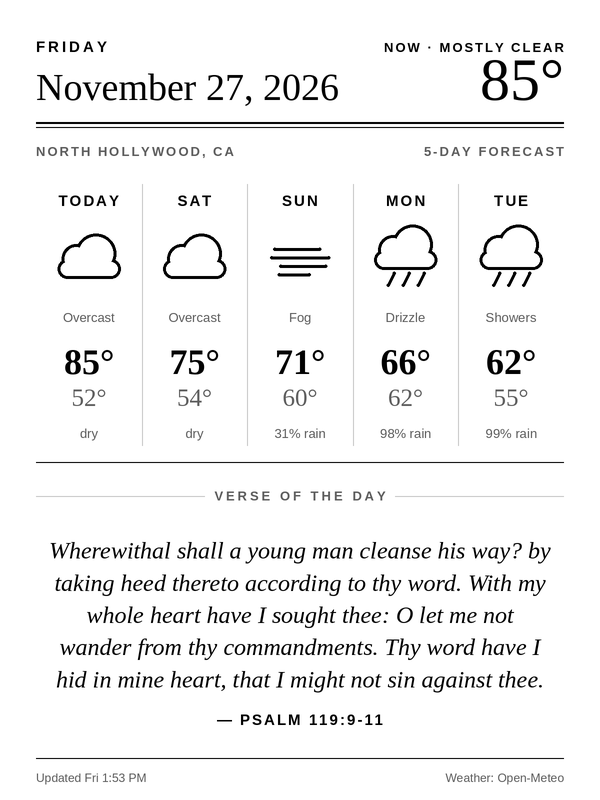 FRIDAY
NOW · MOSTLY CLEAR
November 27, 2026
85°
NORTH HOLLYWOOD, CA
5-DAY FORECAST
TODAY SAT SUN MON TUE
Overcast Overcast Fog Drizzle Showers
85° 75° 71° 66° 62°
52° 54° 60° 62° 55°
dry dry 31% rain 98% rain 99% rain
VERSE OF THE DAY
Wherewithal shall a young man cleanse his way? by
taking heed thereto according to thy word. With my
whole heart have I sought thee: O let me not
wander from thy commandments. Thy word have I
hid in mine heart, that I might not sin against thee.
— PSALM 119:9-11
Updated Fri 1:53 PM
Weather: Open-Meteo